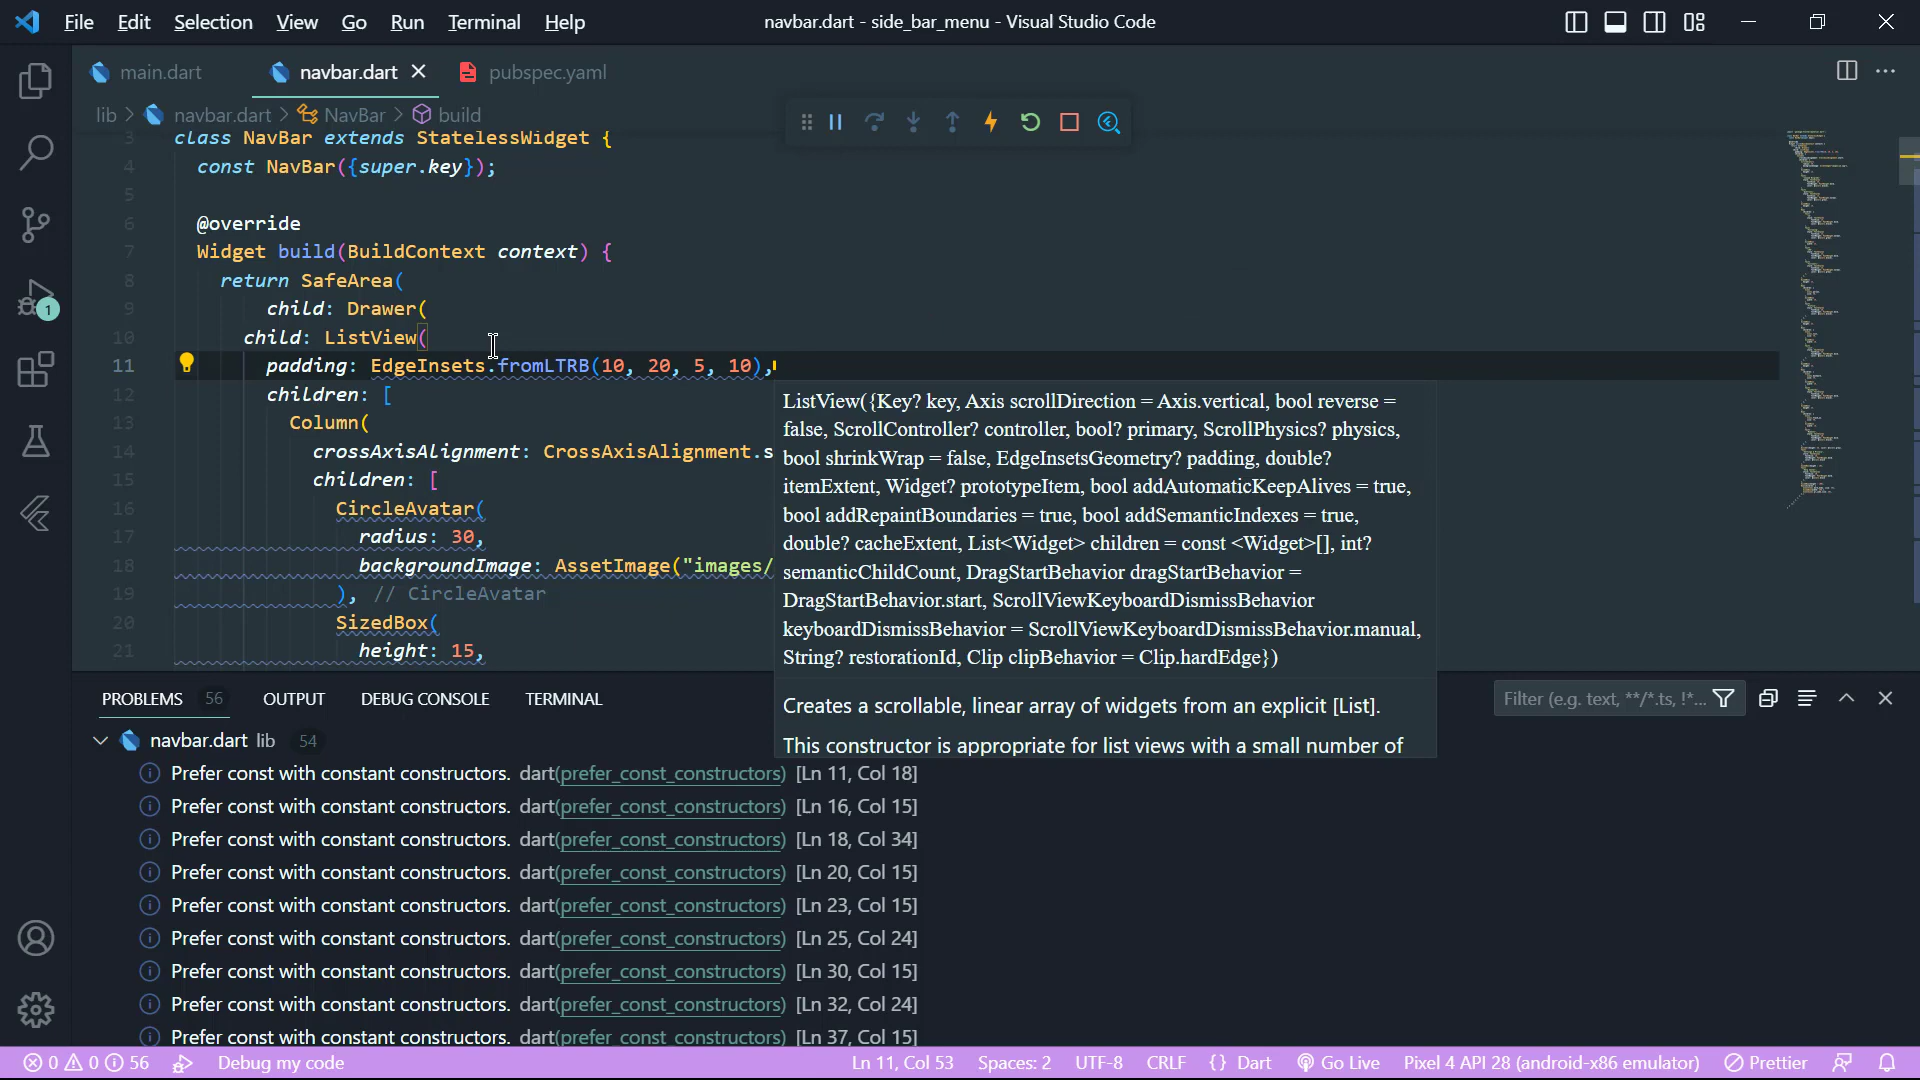 File Edit Selection View Go Run Terminal Help
navbar.dart - side_bar_menu - Visual Studio Code
main.dart
navbar.dart
pubspec.yaml
lib > navbar.dart > NavBar > build
3 class NavBar extends StatelessWidget {
4 const NavBar({super.key});
5
6 @override
7 Widget build(BuildContext context) {
8 return SafeArea(
9 child: Drawer(
10 child: ListView(
11 padding: EdgeInsets.fromLTRB(10, 20, 5, 10),
12 children: [
13 Column(
14 crossAxisAlignment: CrossAxisAlignment.s
15 children: [
16 CircleAvatar(
17 radius: 30,
18 backgroundImage: AssetImage("images/
19 ), // CircleAvatar
20 SizedBox(
21 height: 15,
ListView({Key? key, Axis scrollDirection = Axis.vertical, bool reverse =
false, ScrollController? controller, bool? primary, ScrollPhysics? physics,
bool shrinkWrap = false, EdgeInsetsGeometry? padding, double?
itemExtent, Widget? prototypeItem, bool addAutomaticKeepAlives = true,
bool addRepaintBoundaries = true, bool addSemanticIndexes = true,
double? cacheExtent, List<Widget> children = const <Widget>[], int?
semanticChildCount, DragStartBehavior dragStartBehavior =
DragStartBehavior.start, ScrollViewKeyboardDismissBehavior
keyboardDismissBehavior = ScrollViewKeyboardDismissBehavior.manual,
String? restorationId, Clip clipBehavior = Clip.hardEdge})
Creates a scrollable, linear array of widgets from an explicit [List].
This constructor is appropriate for list views with a small number of
1
PROBLEMS 56 OUTPUT DEBUG CONSOLE TERMINAL
Filter (e.g. text, **/*.ts, !*...
navbar.dart lib 54
Prefer const with constant constructors. dart(prefer_const_constructors) [Ln 11, Col 18]
Prefer const with constant constructors. dart(prefer_const_constructors) [Ln 16, Col 15]
Prefer const with constant constructors. dart(prefer_const_constructors) [Ln 18, Col 34]
Prefer const with constant constructors. dart(prefer_const_constructors) [Ln 20, Col 15]
Prefer const with constant constructors. dart(prefer_const_constructors) [Ln 23, Col 15]
Prefer const with constant constructors. dart(prefer_const_constructors) [Ln 25, Col 24]
Prefer const with constant constructors. dart(prefer_const_constructors) [Ln 30, Col 15]
Prefer const with constant constructors. dart(prefer_const_constructors) [Ln 32, Col 24]
Prefer const with constant constructors. dart(prefer_const_constructors) [Ln 37, Col 15]
0 0 56 Debug my code Ln 11, Col 53 Spaces: 2 UTF-8 CRLF {} Dart Go Live Pixel 4 API 28 (android-x86 emulator) Prettier